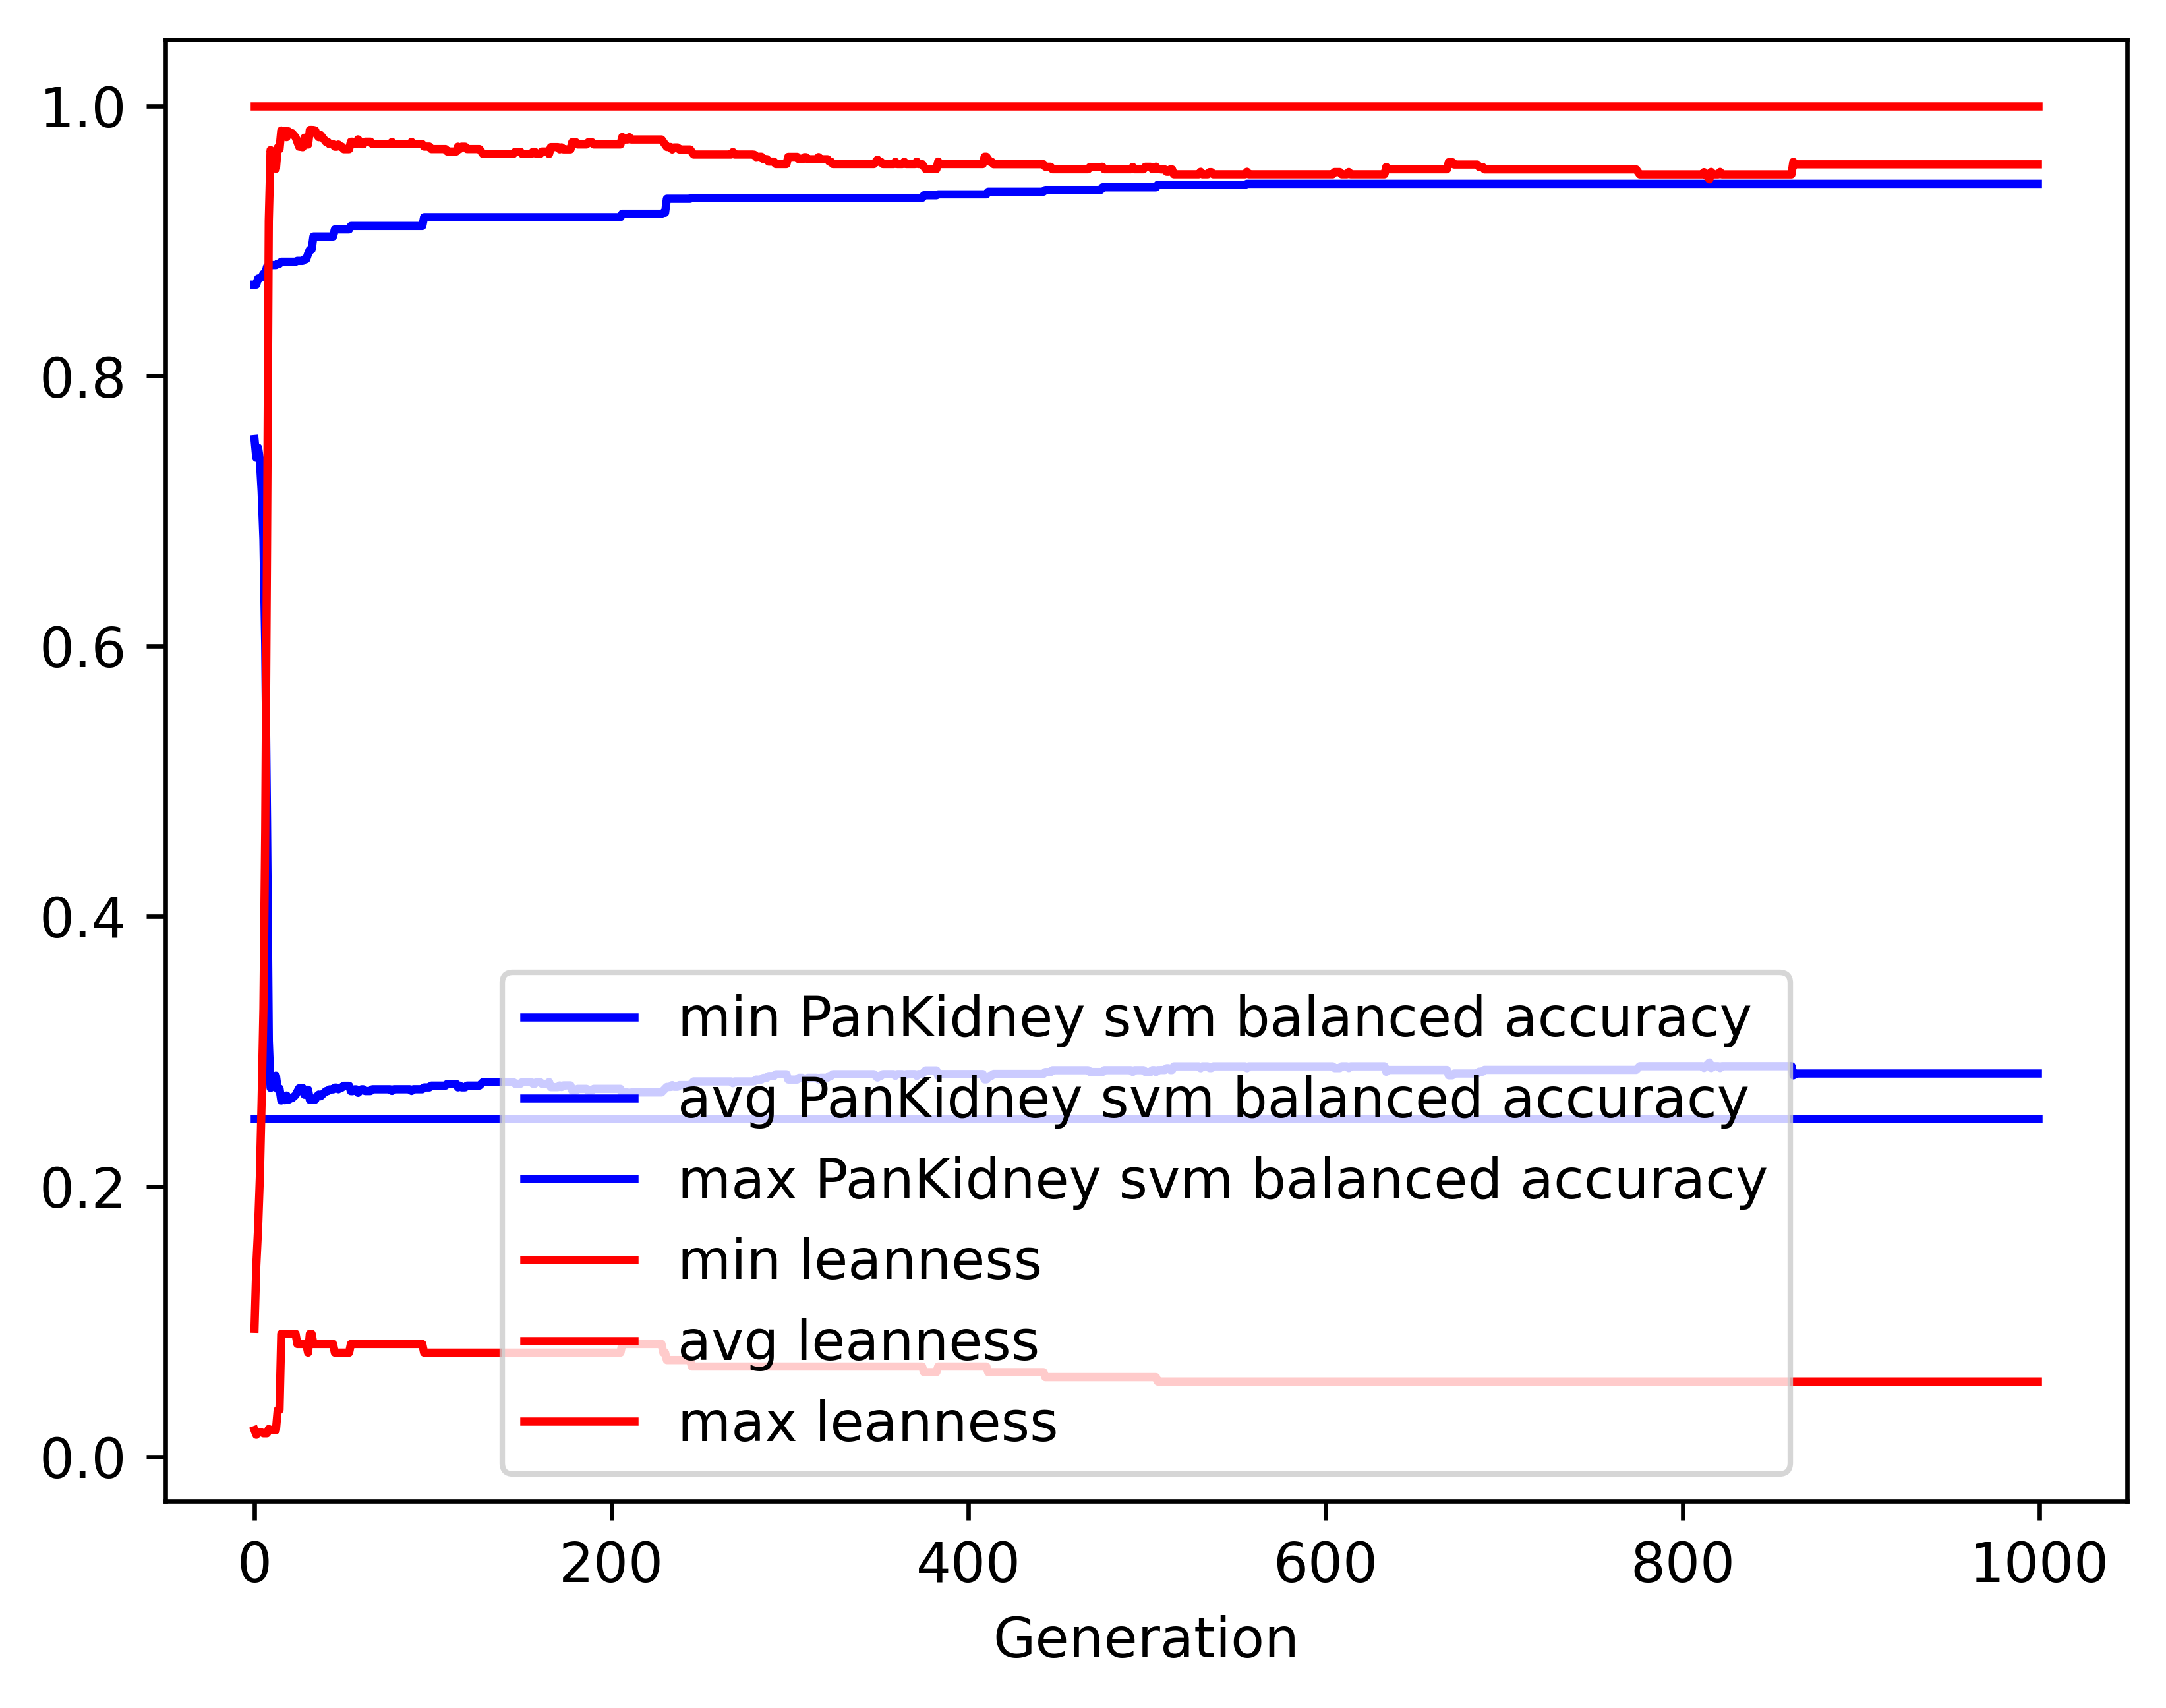 1.0
0.8
0.6
0.4
0.2
0.0
min PanKidney svm balanced accuracy
avg PanKidney svm balanced accuracy
max PanKidney svm balanced accuracy
min leanness
avg leanness
max leanness
0 200 400 600 800 1000
Generation